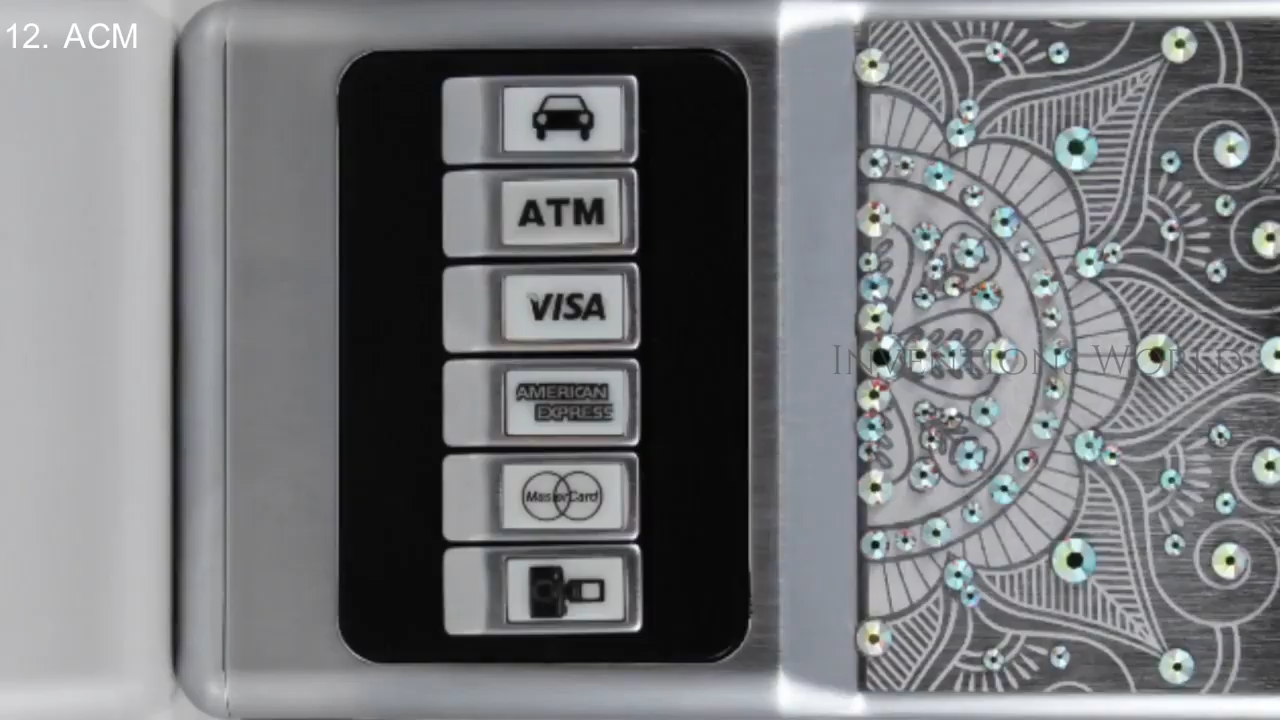 12. ACM
ATM
VISA
AMERICAN
EXPRESS
MasterCard
INVENTIONS WORLD